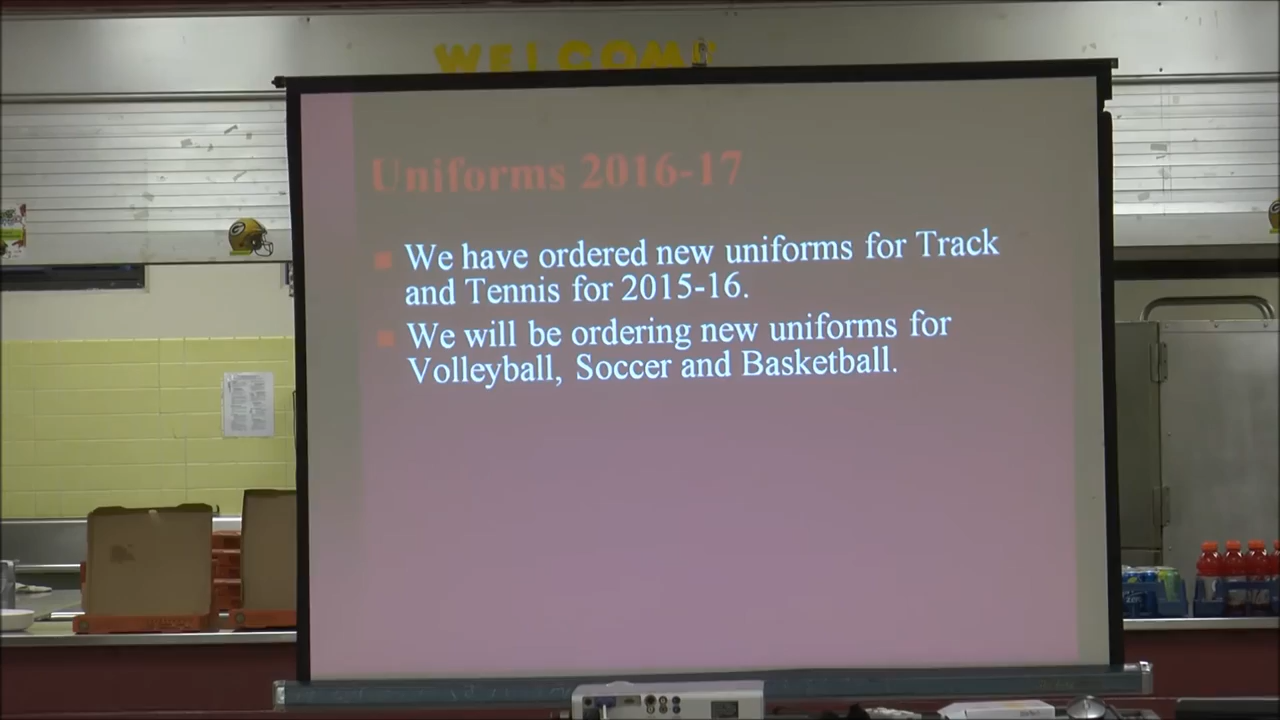 WELCOME
Uniforms 2016-17
We have ordered new uniforms for Track
and Tennis for 2015-16.
We will be ordering new uniforms for
Volleyball, Soccer and Basketball.